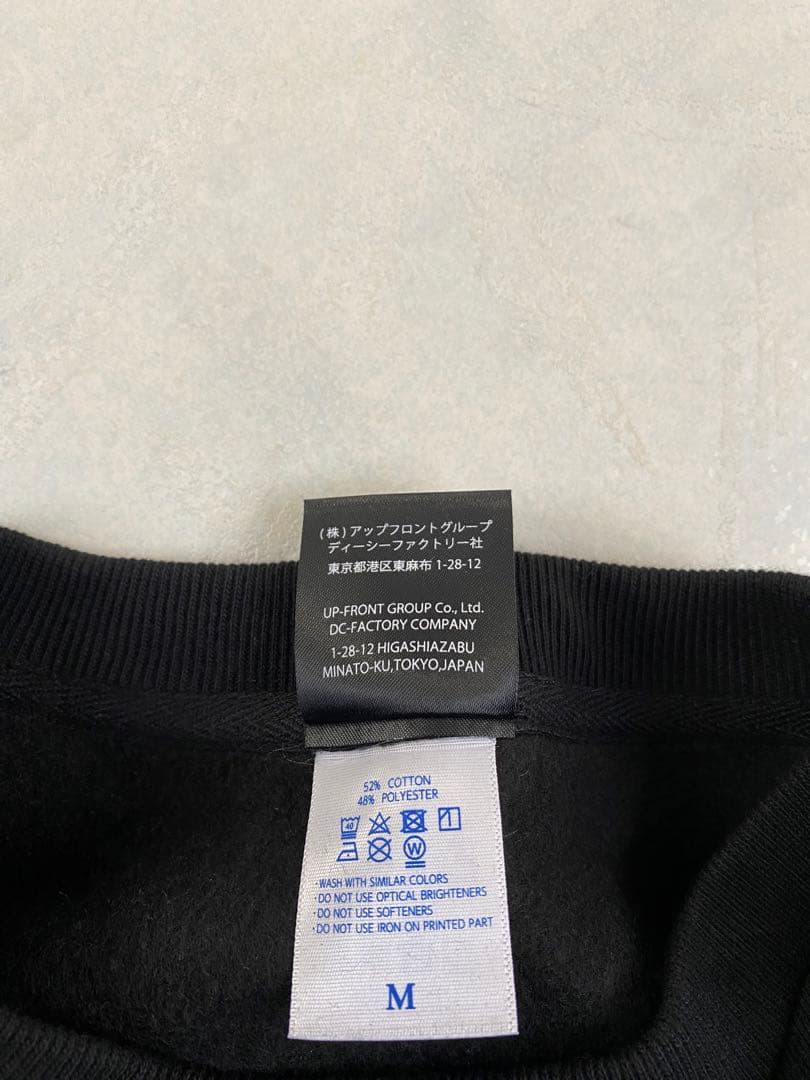 (株)アップフロントグループ
ディーシーファクトリー社
東京都港区東麻布 1-28-12
UP-FRONT GROUP Co., Ltd.
DC-FACTORY COMPANY
1-28-12 HIGASHIAZABU
MINATO-KU,TOKYO,JAPAN
52% COTTON
48% POLYESTER
40
W
·WASH WITH SIMILAR COLORS
·DO NOT USE OPTICAL BRIGHTENERS
·DO NOT USE SOFTENERS
·DO NOT USE IRON ON PRINTED PART
M